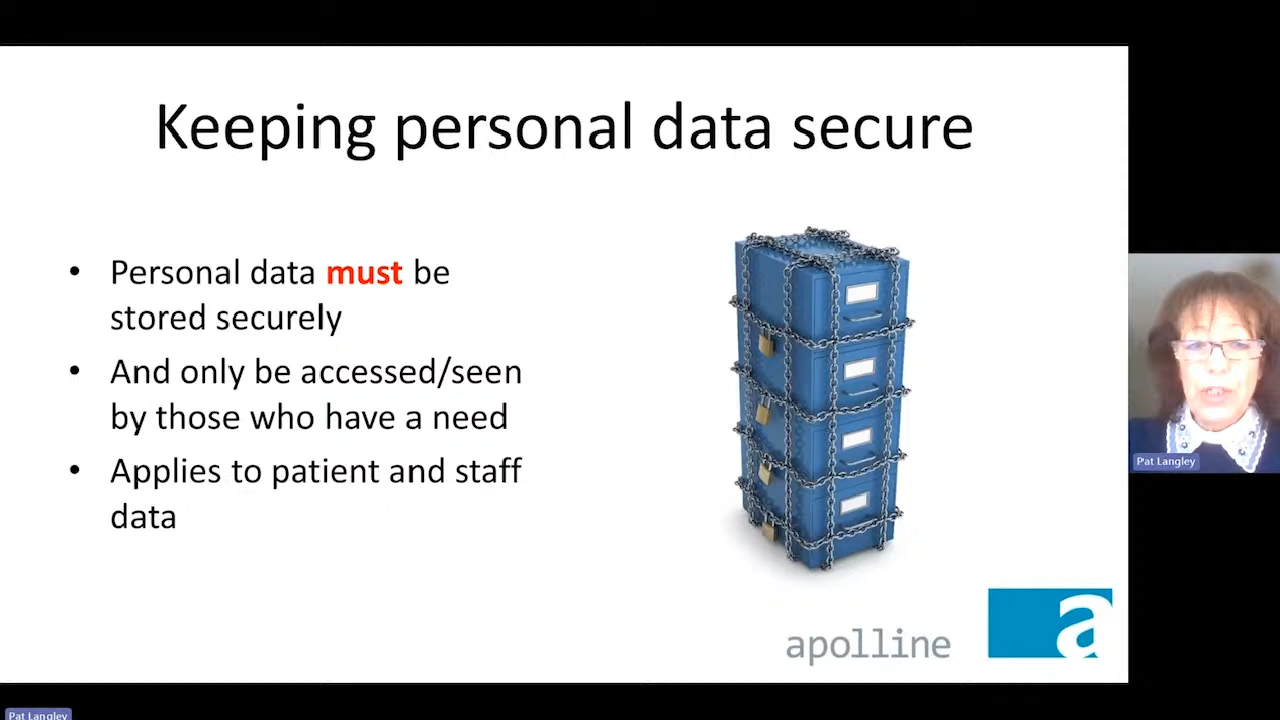 Keeping personal data secure
• Personal data must be
stored securely
• And only be accessed/seen
by those who have a need
• Applies to patient and staff
data
apolline
a
Pat Langley
Pat Langley